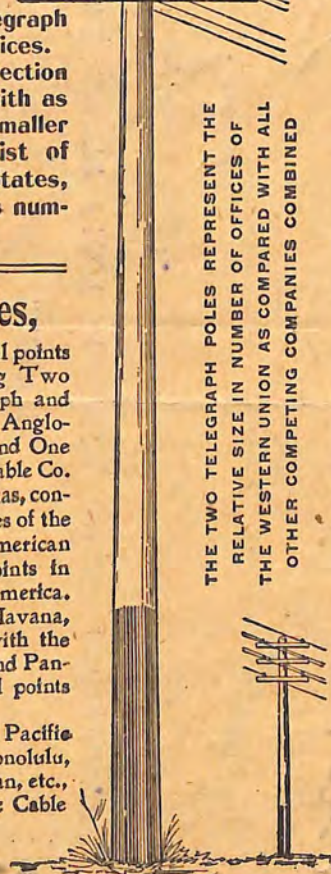 egraph
ices.
ection
ith as
maller
ist of
tates,
s num-
es,
l points
g Two
ph and
Anglo-
nd One
able Co.
as, con-
es of the
merican
ints in
merica.
Havana,
with the
nd Pan-
l points
Pacific
onolulu,
an, etc.,
Cable
THE TWO TELEGRAPH POLES REPRESENT THE
RELATIVE SIZE IN NUMBER OF OFFICES OF
THE WESTERN UNION AS COMPARED WITH ALL
OTHER COMPETING COMPANIES COMBINED